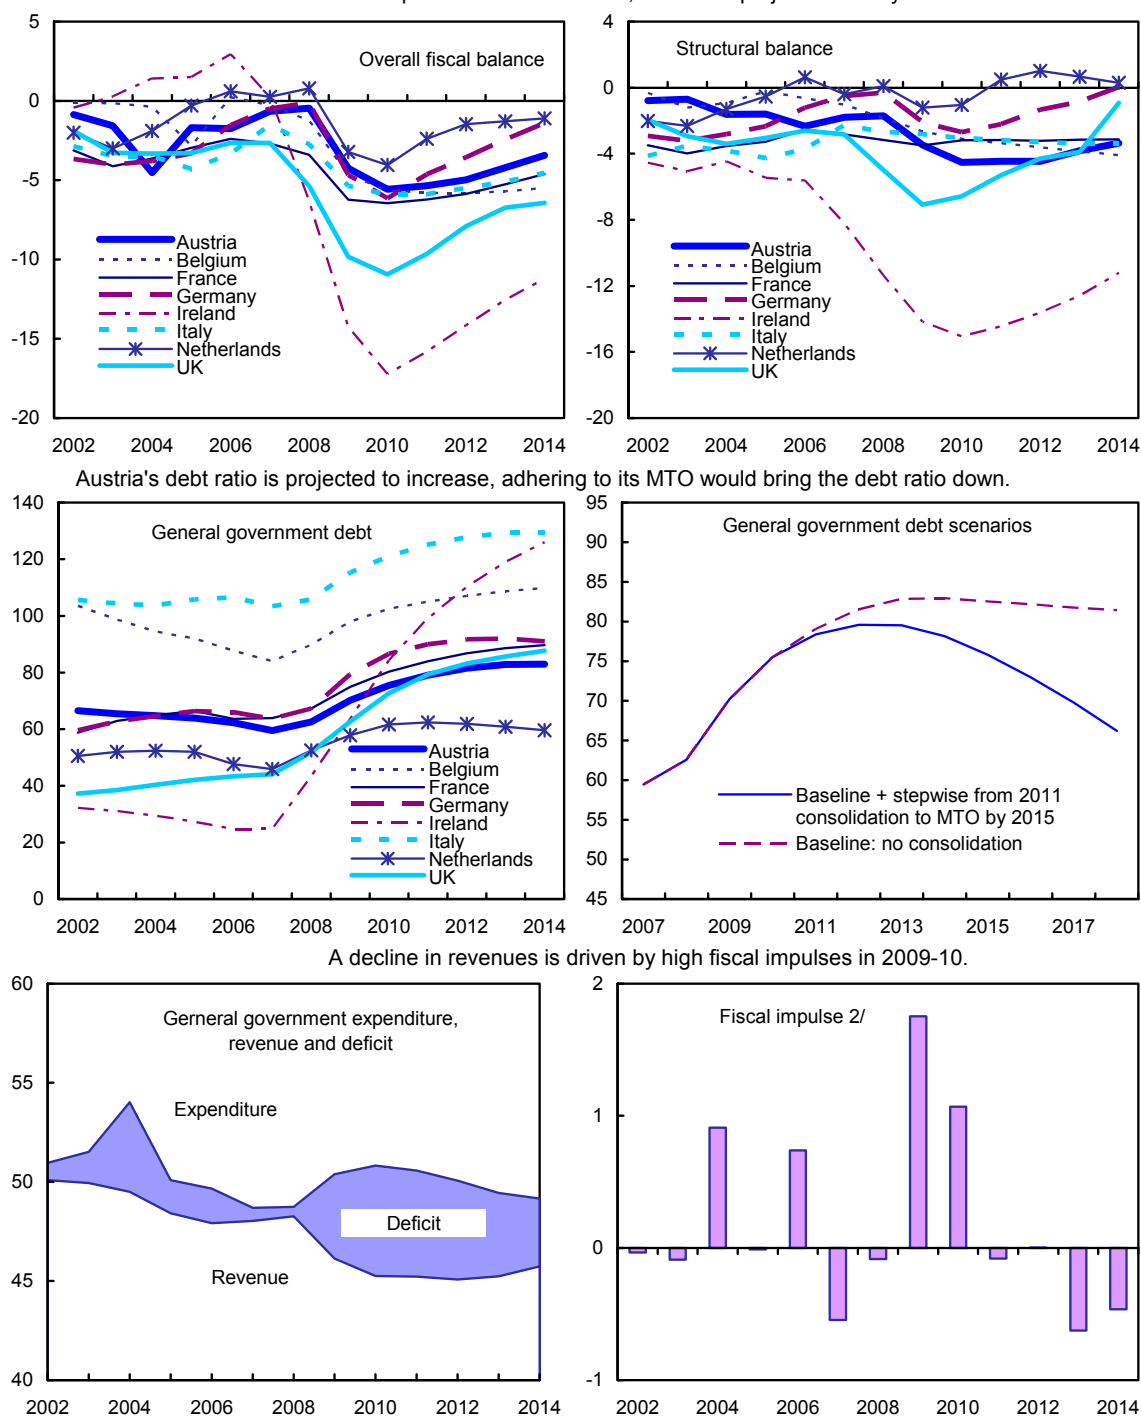 5
0
-5
-10
-15
-20
Overall fiscal balance
Austria
Belgium
France
Germany
Ireland
Italy
Netherlands
UK
2002 2004 2006 2008 2010 2012 2014
4
0
-4
-8
-12
-16
-20
Structural balance
Austria
Belgium
France
Germany
Ireland
Italy
Netherlands
UK
2002 2004 2006 2008 2010 2012 2014
Austria's debt ratio is projected to increase, adhering to its MTO would bring the debt ratio down.
140
120
100
80
60
40
20
0
General government debt
Austria
Belgium
France
Germany
Ireland
Italy
Netherlands
UK
2002 2004 2006 2008 2010 2012 2014
95
90
85
80
75
70
65
60
55
50
45
General government debt scenarios
Baseline + stepwise from 2011
consolidation to MTO by 2015
Baseline: no consolidation
2007 2009 2011 2013 2015 2017
A decline in revenues is driven by high fiscal impulses in 2009-10.
60
55
50
45
40
Gerneral government expenditure,
revenue and deficit
Expenditure
Deficit
Revenue
2002 2004 2006 2008 2010 2012 2014
2
1
0
-1
Fiscal impulse 2/
2002 2004 2006 2008 2010 2012 2014